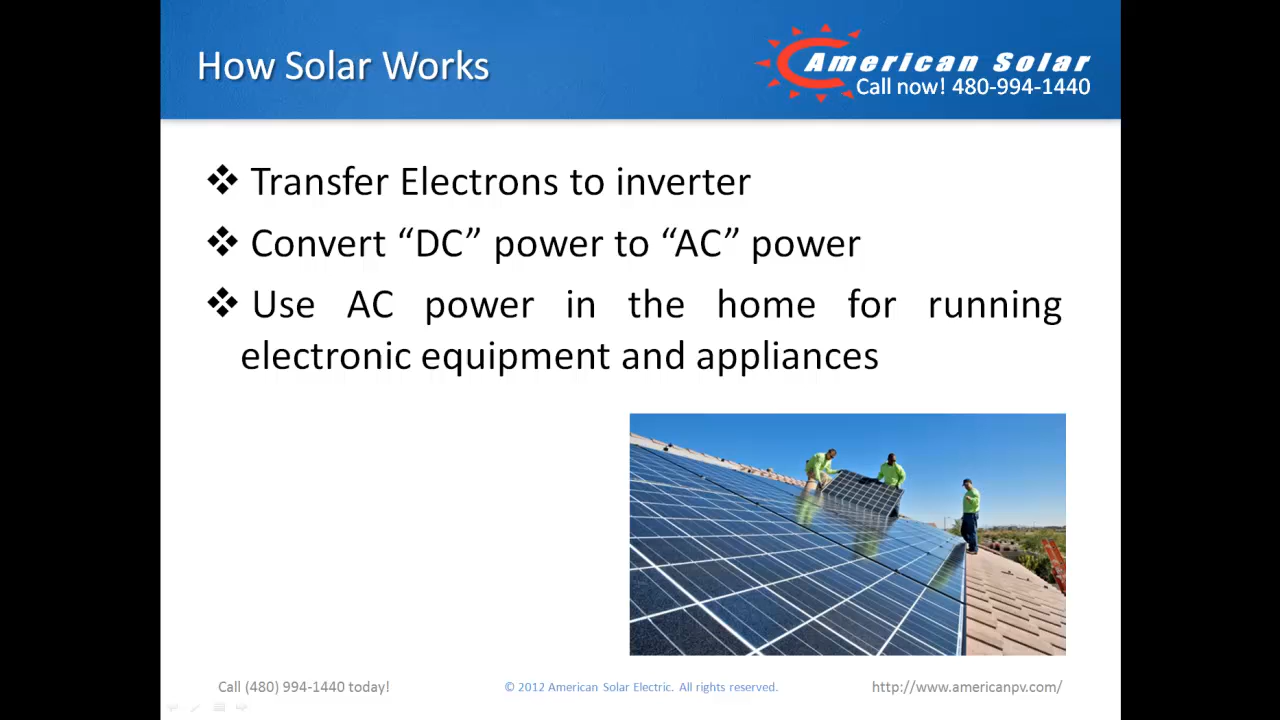 How Solar Works
American Solar
Call now! 480-994-1440
❖ Transfer Electrons to inverter
❖ Convert “DC” power to “AC” power
❖ Use AC power in the home for running
electronic equipment and appliances
Call (480) 994-1440 today!
© 2012 American Solar Electric. All rights reserved.
http://www.americanpv.com/